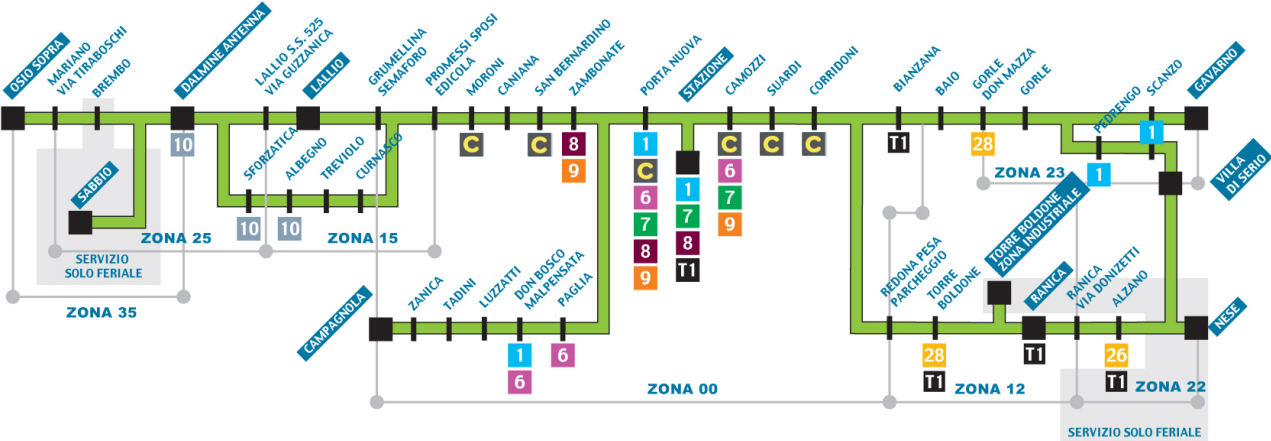 OSIO SOPRA
MARIANO
VIA TIRABOSCHI
BREMBO
DALMINE ANTENNA
LALLIO S.S. 525
VIA GUZZANICA
LALLIO
GRUMELLINA
SEMAFORO
PROMESSI SPOSI
EDICOLA
MORONI
CANIANA
SAN BERNARDINO
ZAMBONATE
PORTA NUOVA
STAZIONE
CAMOZZI
SUARDI
CORRIDONI
BIANZANA
BAIO
GORLE
DON MAZZA
GORLE
PEDRENGO
SCANZO
GAVARNO
10
C
C
8
9
1
C
6
7
8
9
1
7
8
T1
C
6
7
9
C
C
T1
28
1
1
SABBIO
SFORZATICA
ALBEGNO
TREVIOLO
CURNASCO
10
10
ZONA 23
VILLA
DI SERIO
ZONA 25
ZONA 15
SERVIZIO
SOLO FERIALE
ZONA 35
CAMPAGNOLA
ZANICA
TADINI
LUZZATTI
DON BOSCO
MALPENSATA
PAGLIA
1
6
6
REDONA PESA
PARCHEGGIO
TORRE
BOLDONE
TORRE BOLDONE
ZONA INDUSTRIALE
RANICA
RANICA
VIA DONIZETTI
ALZANO
NESE
28
T1
T1
26
T1
ZONA 00
ZONA 12
ZONA 22
SERVIZIO SOLO FERIALE